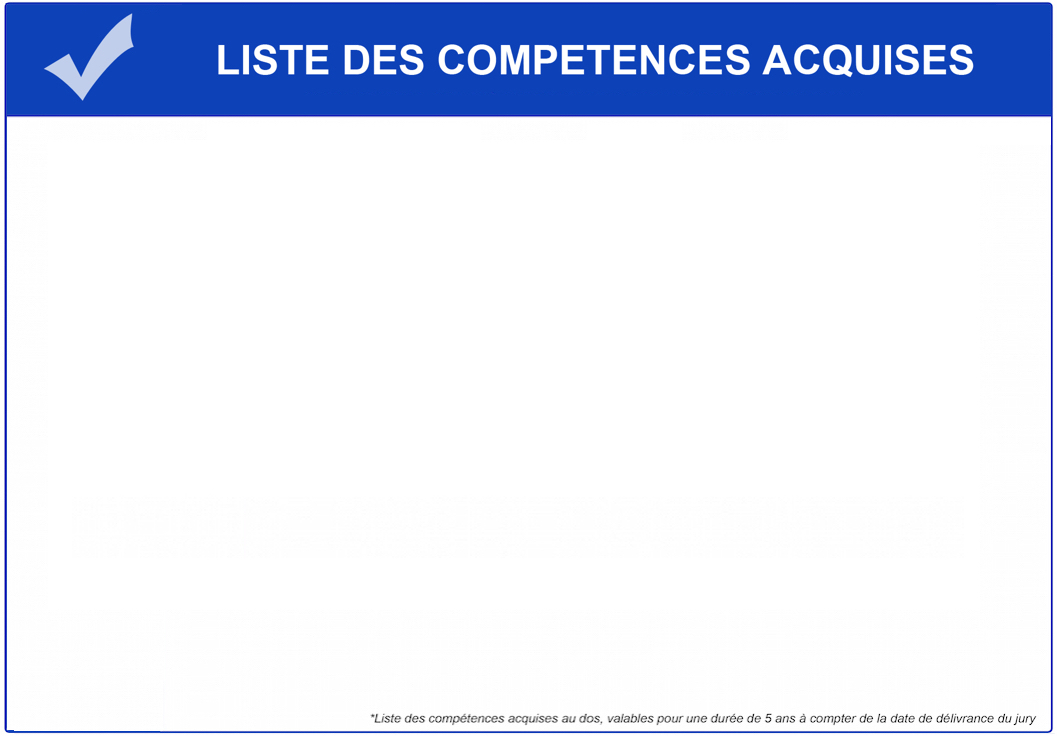 LISTE DES COMPETENCES ACQUISES
*Liste des compétences acquises au dos, valables pour une durée de 5 ans à compter de la date de délivrance du jury